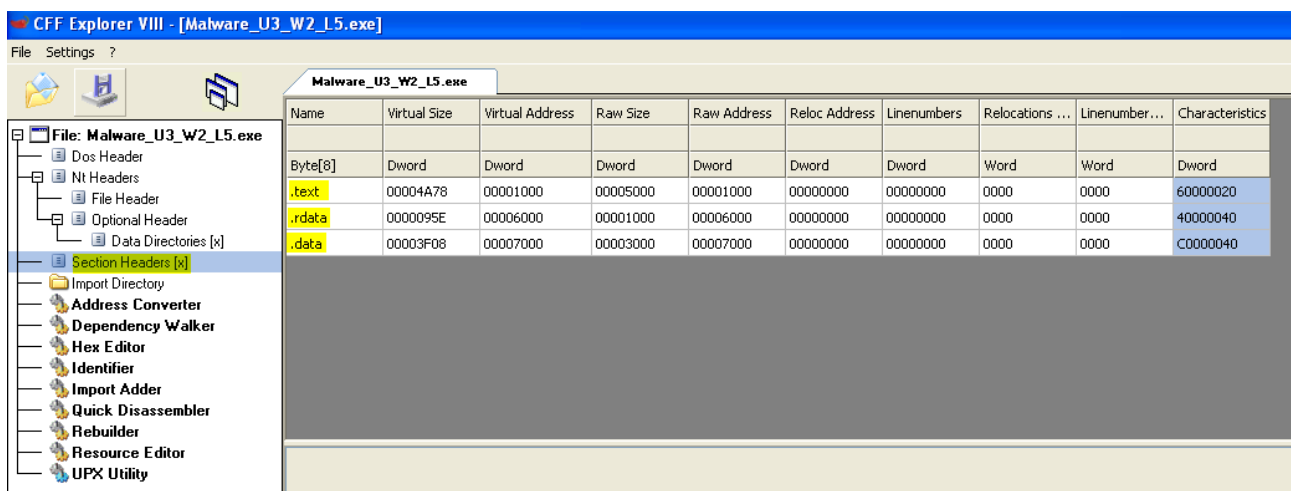 CFF Explorer VIII - [Malware_U3_W2_L5.exe]
File Settings ?
Malware_U3_W2_L5.exe
File: Malware_U3_W2_L5.exe
Dos Header
Nt Headers
File Header
Optional Header
Data Directories [x]
Section Headers [x]
Import Directory
Address Converter
Dependency Walker
Hex Editor
Identifier
Import Adder
Quick Disassembler
Rebuilder
Resource Editor
UPX Utility
Name Virtual Size Virtual Address Raw Size Raw Address Reloc Address Linenumbers Relocations ... Linenumber... Characteristics
Byte[8] Dword Dword Dword Dword Dword Dword Word Word Dword
.text 00004A78 00001000 00005000 00001000 00000000 00000000 0000 0000 60000020
.rdata 0000095E 00006000 00001000 00006000 00000000 00000000 0000 0000 40000040
.data 00003F08 00007000 00003000 00007000 00000000 00000000 0000 0000 C0000040